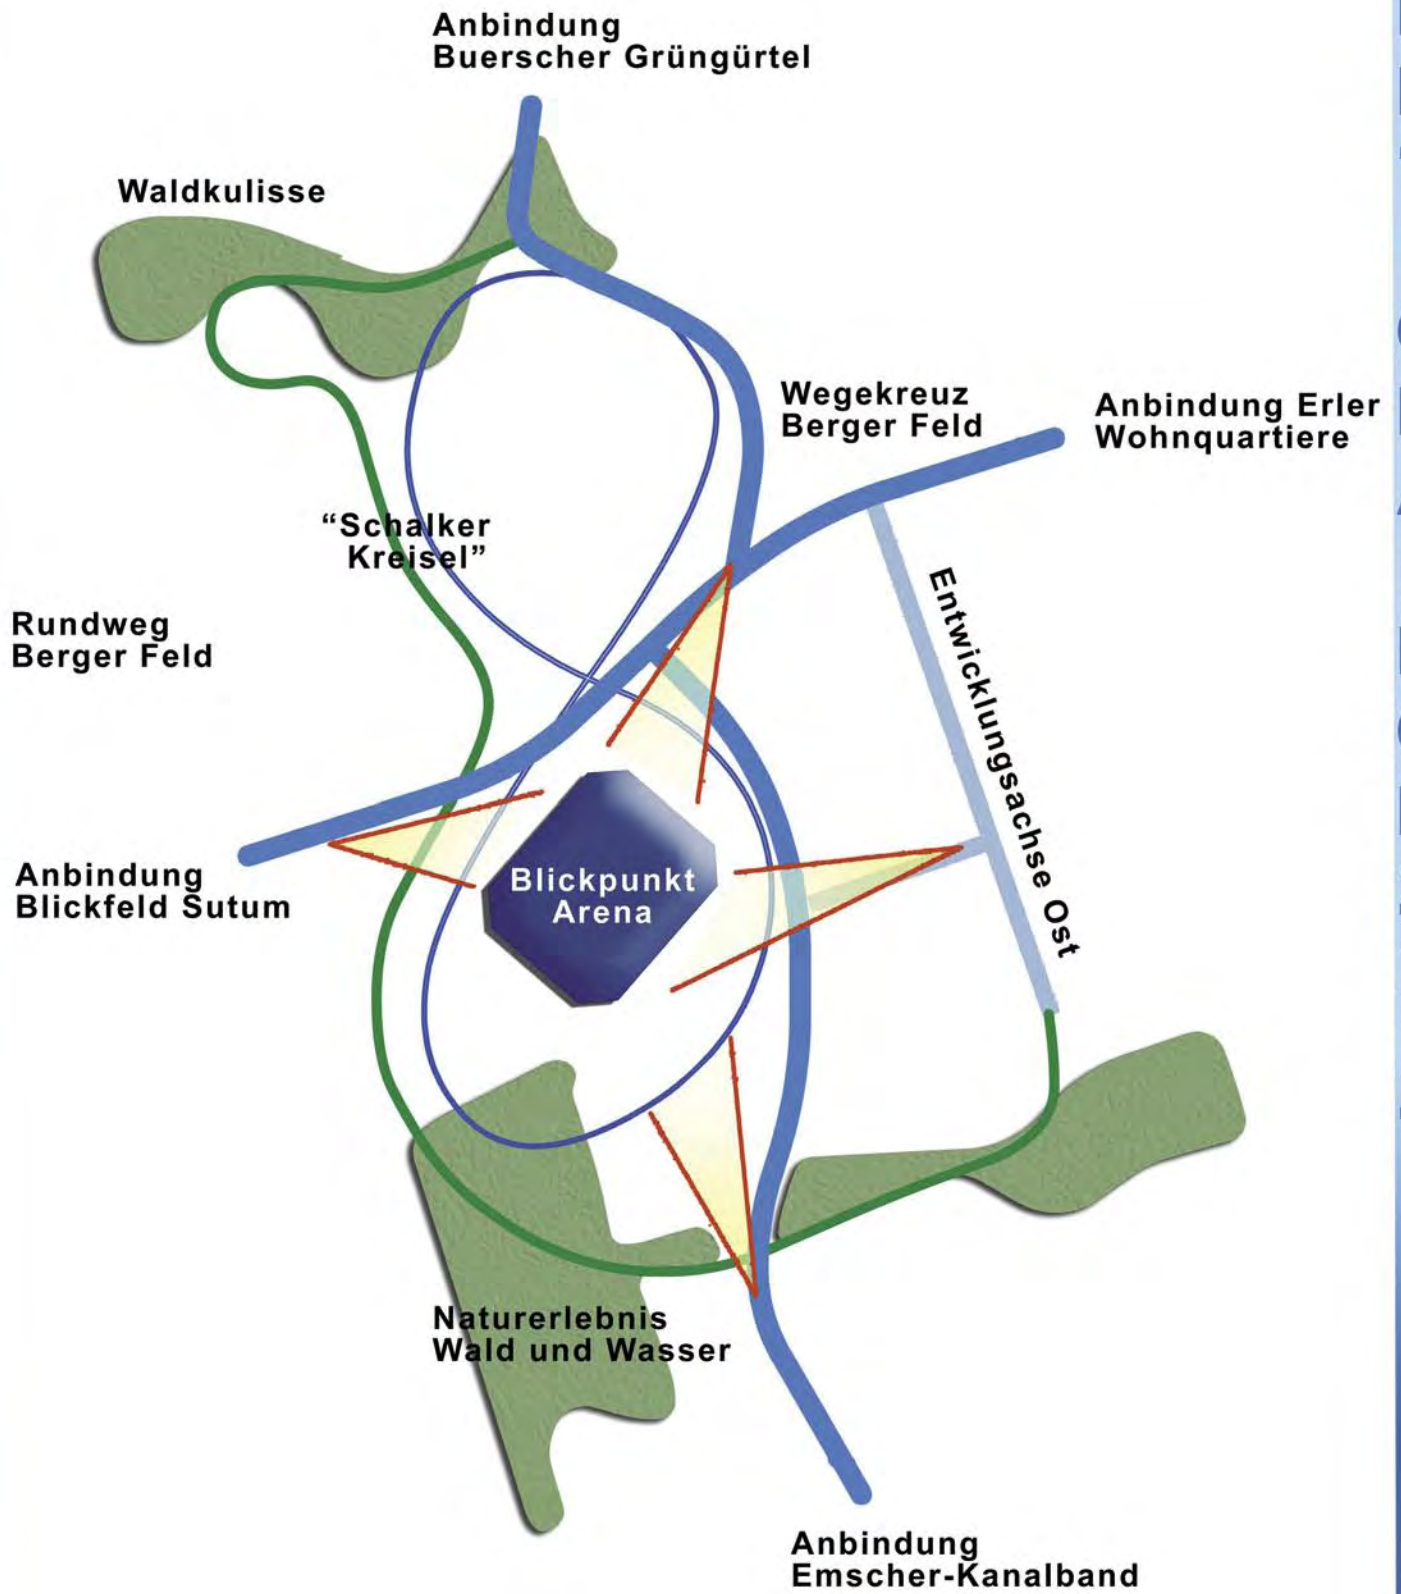 Anbindung
Buerscher Grüngürtel
Waldkulisse
Wegekreuz
Berger Feld
Anbindung Erler
Wohnquartiere
“Schalker
Kreisel”
Entwicklungsachse Ost
Rundweg
Berger Feld
Anbindung
Blickfeld Sutum
Blickpunkt
Arena
Naturerlebnis
Wald und Wasser
Anbindung
Emscher-Kanalband